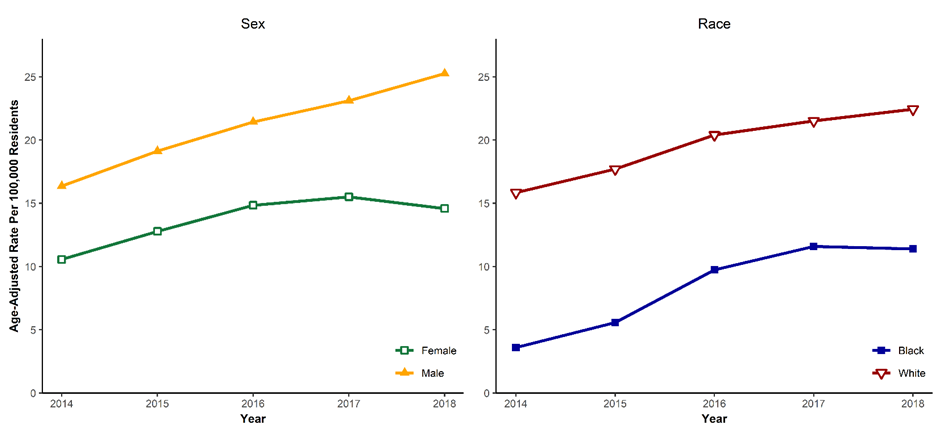 Sex
Age-Adjusted Rate Per 100,000 Residents
25
20
15
10
5
0
2014 2015 2016 2017 2018
Year
Female
Male
Race
25
20
15
10
5
0
2014 2015 2016 2017 2018
Year
Black
White